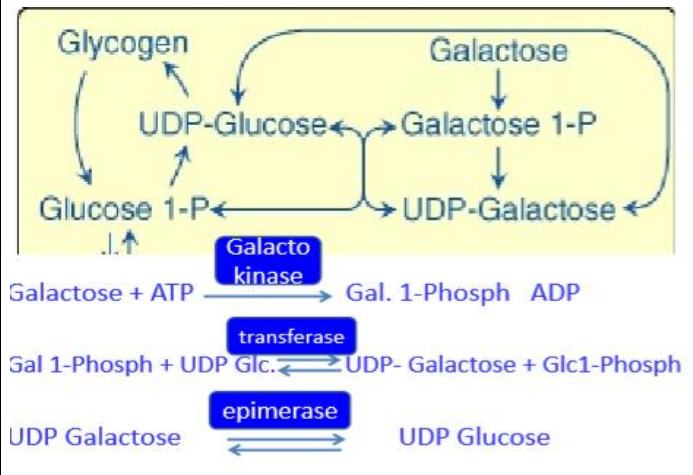 Glycogen
Galactose
UDP-Glucose Galactose 1-P
Glucose 1-P UDP-Galactose
Galacto
kinase
Galactose + ATP Gal. 1-Phosph ADP
transferase
Gal 1-Phosph + UDP Glc. UDP- Galactose + Glc1-Phosph
epimerase
UDP Galactose UDP Glucose